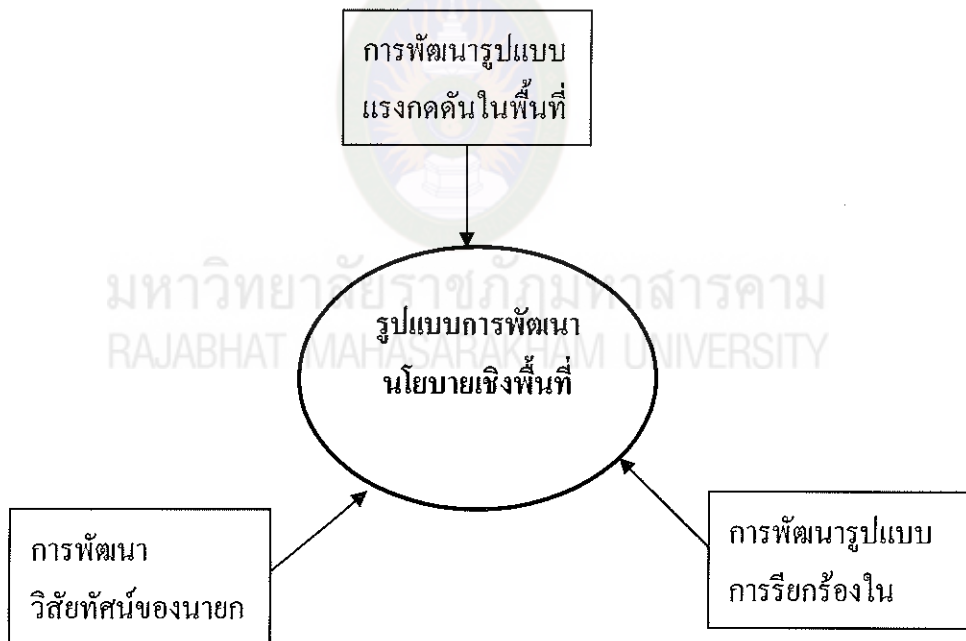 การพัฒนารูปแบบ
แรงกดดันในพื้นที่
มหาวิทยาลัยราชภัฏมหาสารคาม
RAJABHAT MAHASARAKHAM UNIVERSITY
รูปแบบการพัฒนา
นโยบายเชิงพื้นที่
การพัฒนา
วิสัยทัศน์ของนายก
การพัฒนารูปแบบ
การรียกร้องใน